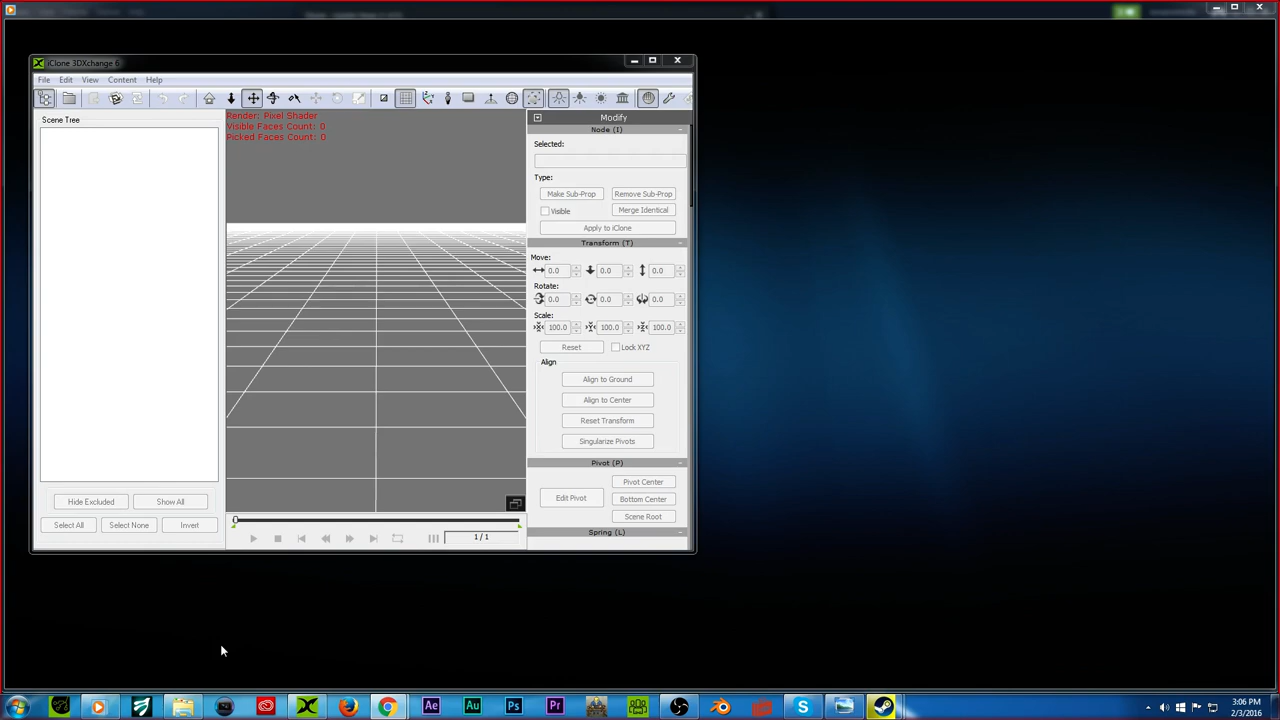 iClone 3DXchange 6
File Edit View Content Help
Scene Tree
Render: Pixel Shader
Visible Faces Count: 0
Picked Faces Count: 0
Modify
Node (I)
Selected:
Type:
Make Sub-Prop Remove Sub-Prop
Visible Merge Identical
Apply to iClone
Transform (T)
Move:
0.0 0.0 0.0
Rotate:
0.0 0.0 0.0
Scale:
100.0 100.0 100.0
Reset Lock XYZ
Align
Align to Ground
Align to Center
Reset Transform
Singularize Pivots
Pivot (P)
Edit Pivot Pivot Center
Bottom Center
Scene Root
Spring (L)
Hide Excluded Show All
Select All Select None Invert
1 / 1
Ae Au Ps Pr
3:06 PM
2/3/2016